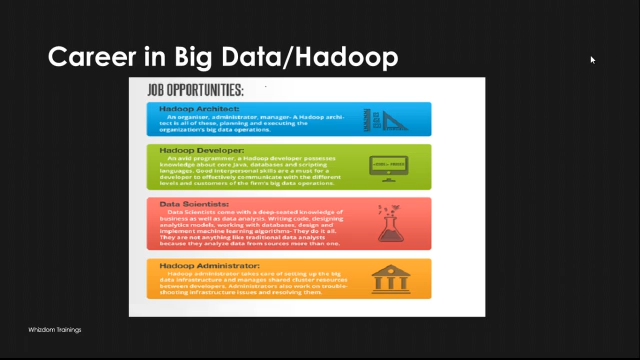 Career in Big Data/Hadoop
JOB OPPORTUNITIES:
Hadoop Architect:
An organiser, administrator, manager- A Hadoop archi-
tect is all of these, planning and executing the
organization's big data operations.
Hadoop Developer:
An avid programmer, a Hadoop developer possesses
knowledge about core java, databases and scripting
languages. Good interpersonal skills are a must for a
developer to effectively communicate with the different
levels and customers of the firm's big data operations.
Data Scientists:
Data Scientists come with a deep-seated knowledge of
business as well as data analysis. Writing code, designing
analytics models, working with databases, design and
implement machine learning algorithms- They do it all.
They are not anything like traditional data analysts
because they analyze data from sources more than one.
Hadoop Administrator:
Hadoop administrator takes care of setting up the big
data infrastructure and manages shared cluster resources
between developers. Administrators also work on trouble-
shooting infrastructure issues and resolving them.
Whizdom Trainings